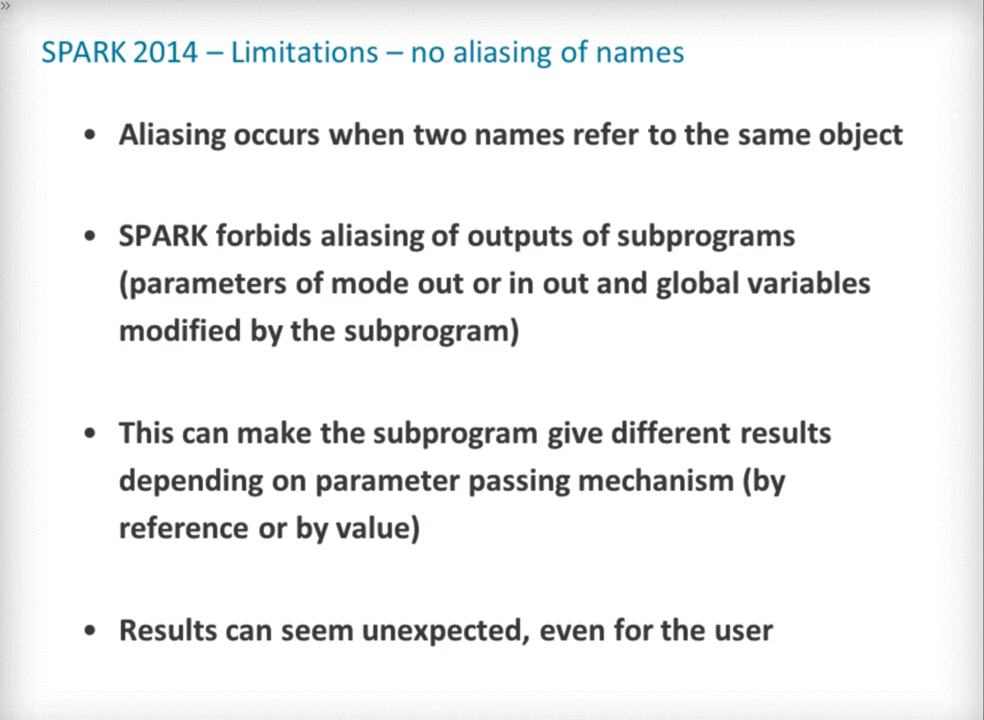 »
SPARK 2014 – Limitations – no aliasing of names
• Aliasing occurs when two names refer to the same object
• SPARK forbids aliasing of outputs of subprograms
(parameters of mode out or in out and global variables
modified by the subprogram)
• This can make the subprogram give different results
depending on parameter passing mechanism (by
reference or by value)
• Results can seem unexpected, even for the user